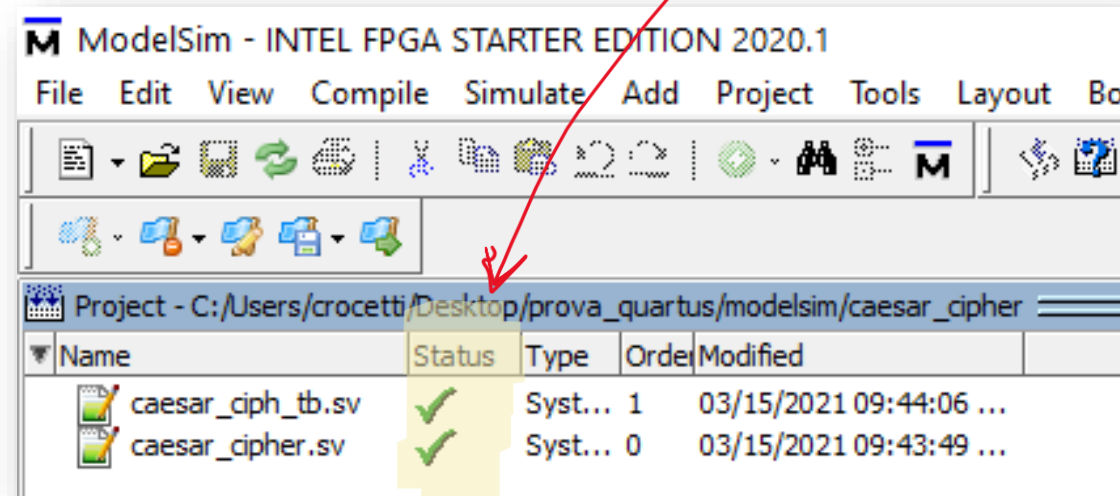 M ModelSim - INTEL FPGA STARTER EDITION 2020.1
File Edit View Compile Simulate Add Project Tools Layout Bo
M
Project - C:/Users/crocetti/Desktop/prova_quartus/modelsim/caesar_cipher
Name Status Type Order Modified
caesar_ciph_tb.sv Syst... 1 03/15/2021 09:44:06 ...
caesar_cipher.sv Syst... 0 03/15/2021 09:43:49 ...